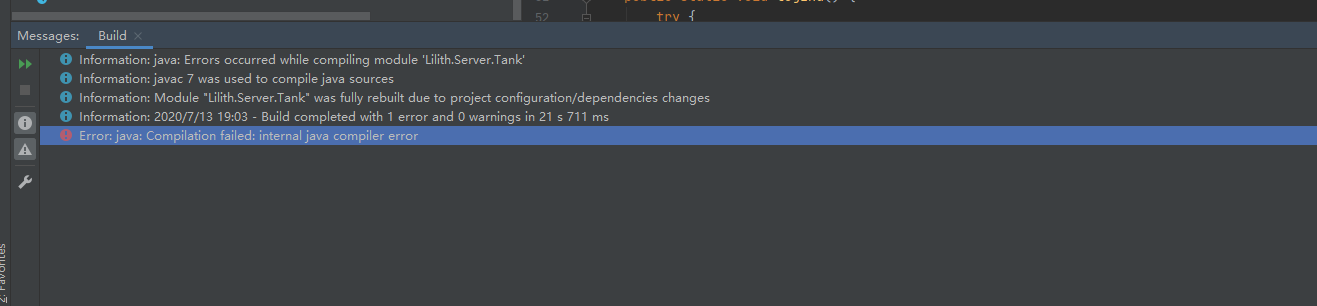 52
try {
Messages: Build
Information: java: Errors occurred while compiling module 'Lilith.Server.Tank'
Information: javac 7 was used to compile java sources
Information: Module "Lilith.Server.Tank" was fully rebuilt due to project configuration/dependencies changes
Information: 2020/7/13 19:03 - Build completed with 1 error and 0 warnings in 21 s 711 ms
Error: java: Compilation failed: internal java compiler error
2: Favorites